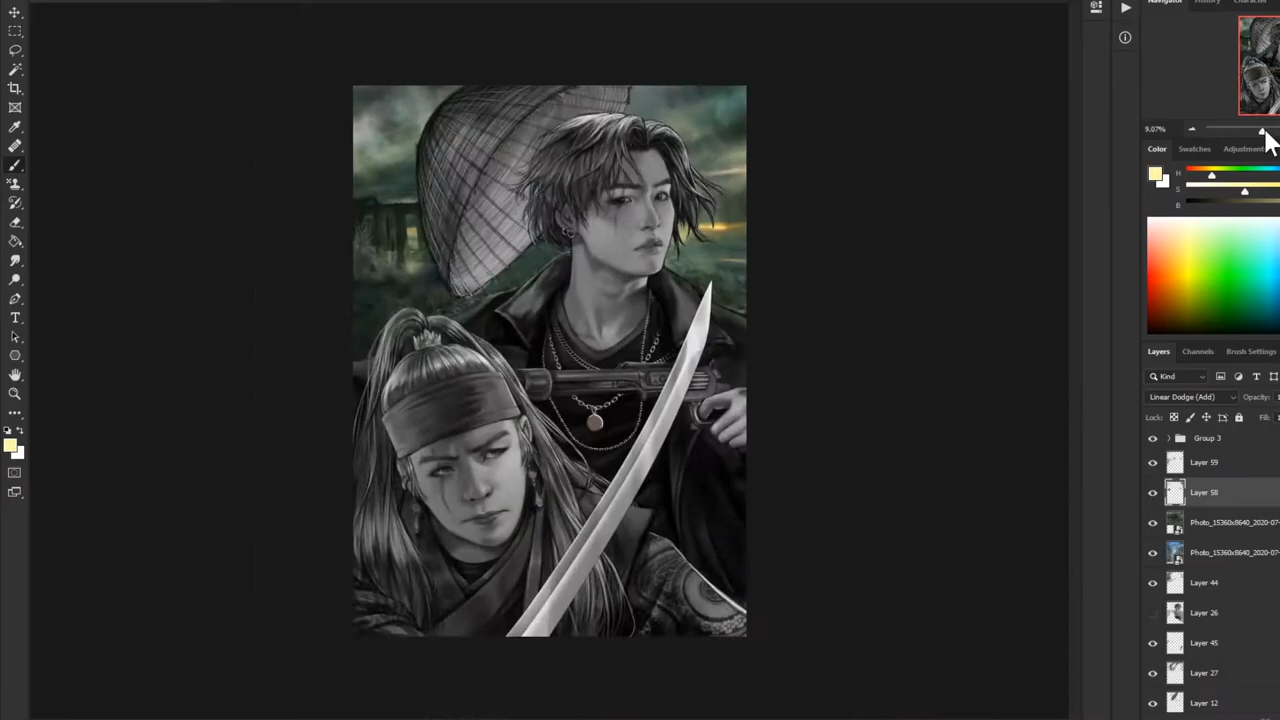 Navigator History Character
9.07%
Color Swatches Adjustment
H
S
B
Layers Channels Brush Settings
Kind
Linear Dodge (Add) Opacity:
Lock: Fill:
Group 3
Layer 59
Layer 58
Photo_15360x8640_2020-07-
Photo_15360x8640_2020-07-
Layer 44
Layer 26
Layer 45
Layer 27
Layer 12